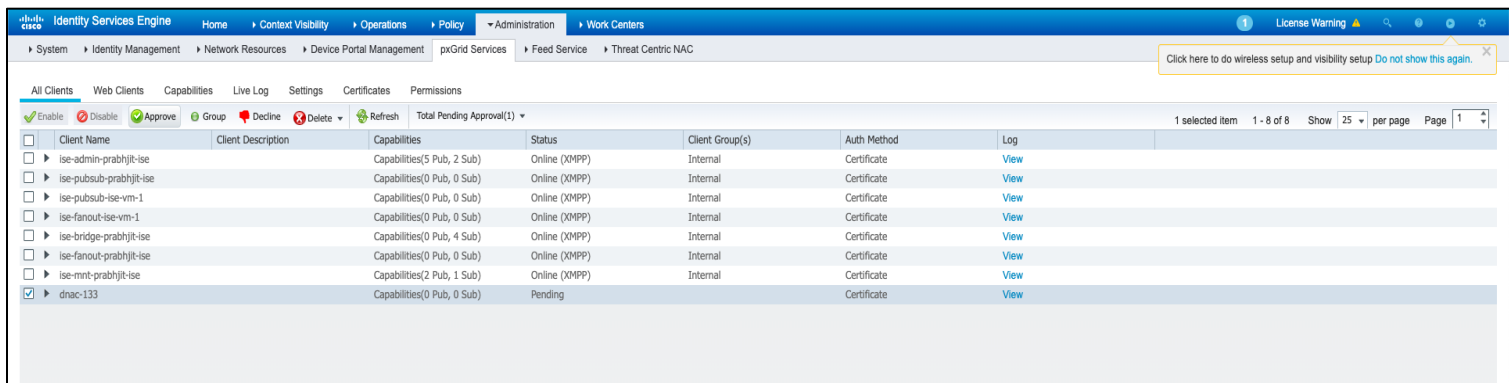 cisco Identity Services Engine Home Context Visibility Operations Policy Administration Work Centers 1 License Warning
System Identity Management Network Resources Device Portal Management pxGrid Services Feed Service Threat Centric NAC
Click here to do wireless setup and visibility setup Do not show this again.
All Clients Web Clients Capabilities Live Log Settings Certificates Permissions
Enable Disable Approve Group Decline Delete Refresh Total Pending Approval(1) 1 selected item 1 - 8 of 8 Show 25 per page Page 1
Client Name Client Description Capabilities Status Client Group(s) Auth Method Log
ise-admin-prabhjit-ise Capabilities(5 Pub, 2 Sub) Online (XMPP) Internal Certificate View
ise-pubsub-prabhjit-ise Capabilities(0 Pub, 0 Sub) Online (XMPP) Internal Certificate View
ise-pubsub-ise-vm-1 Capabilities(0 Pub, 0 Sub) Online (XMPP) Internal Certificate View
ise-fanout-ise-vm-1 Capabilities(0 Pub, 0 Sub) Online (XMPP) Internal Certificate View
ise-bridge-prabhjit-ise Capabilities(0 Pub, 4 Sub) Online (XMPP) Internal Certificate View
ise-fanout-prabhjit-ise Capabilities(0 Pub, 0 Sub) Online (XMPP) Internal Certificate View
ise-mnt-prabhjit-ise Capabilities(2 Pub, 1 Sub) Online (XMPP) Internal Certificate View
dnac-133 Capabilities(0 Pub, 0 Sub) Pending Certificate View